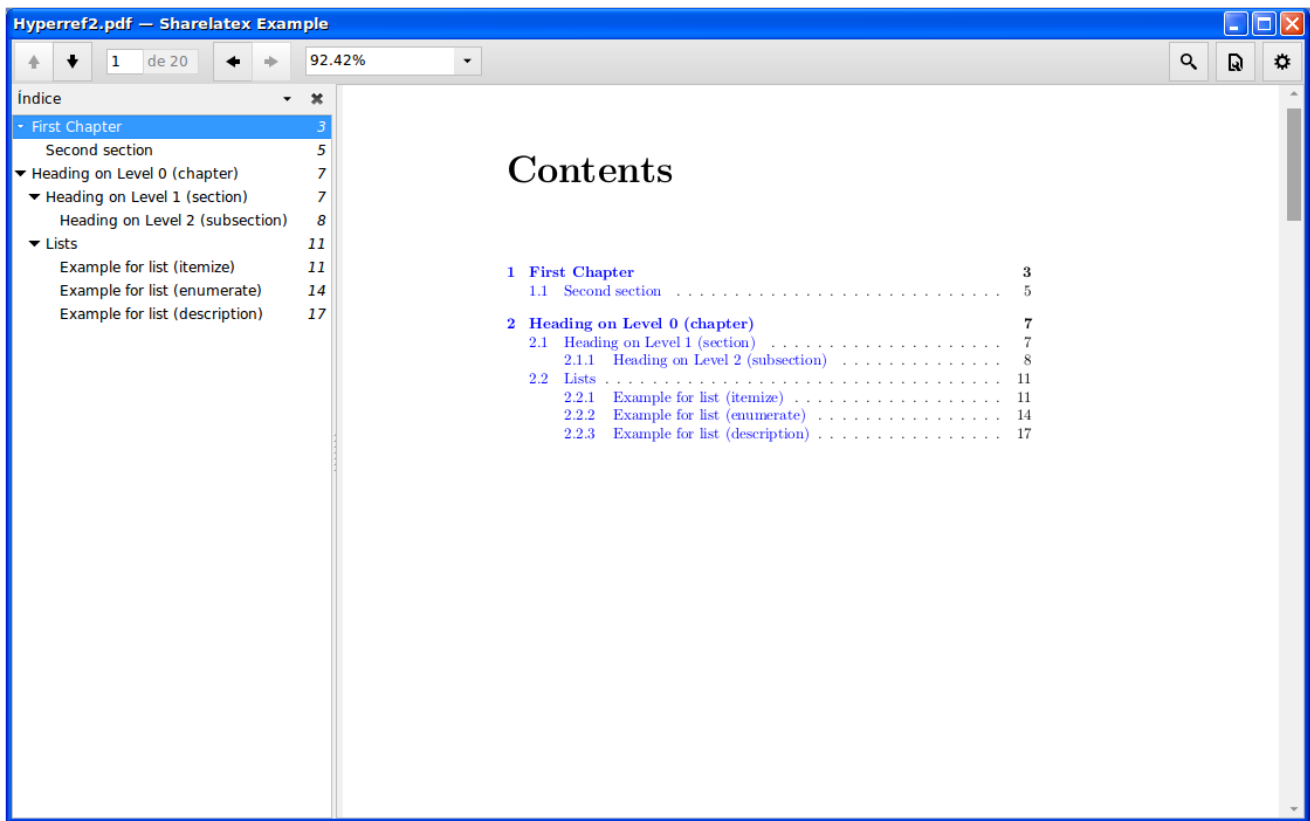 Hyperref2.pdf — Sharelatex Example
1 de 20 92.42%
Índice
First Chapter 3
Second section 5
Heading on Level 0 (chapter) 7
Heading on Level 1 (section) 7
Heading on Level 2 (subsection) 8
Lists 11
Example for list (itemize) 11
Example for list (enumerate) 14
Example for list (description) 17
Contents
1 First Chapter 3
1.1 Second section . . . . . . . . . . . . . . . . . . . . . . . . . . . . 5
2 Heading on Level 0 (chapter) 7
2.1 Heading on Level 1 (section) . . . . . . . . . . . . . . . . . . . . 7
2.1.1 Heading on Level 2 (subsection) . . . . . . . . . . . . . . 8
2.2 Lists . . . . . . . . . . . . . . . . . . . . . . . . . . . . . . . . . . 11
2.2.1 Example for list (itemize) . . . . . . . . . . . . . . . . . . 11
2.2.2 Example for list (enumerate) . . . . . . . . . . . . . . . . 14
2.2.3 Example for list (description) . . . . . . . . . . . . . . . . 17